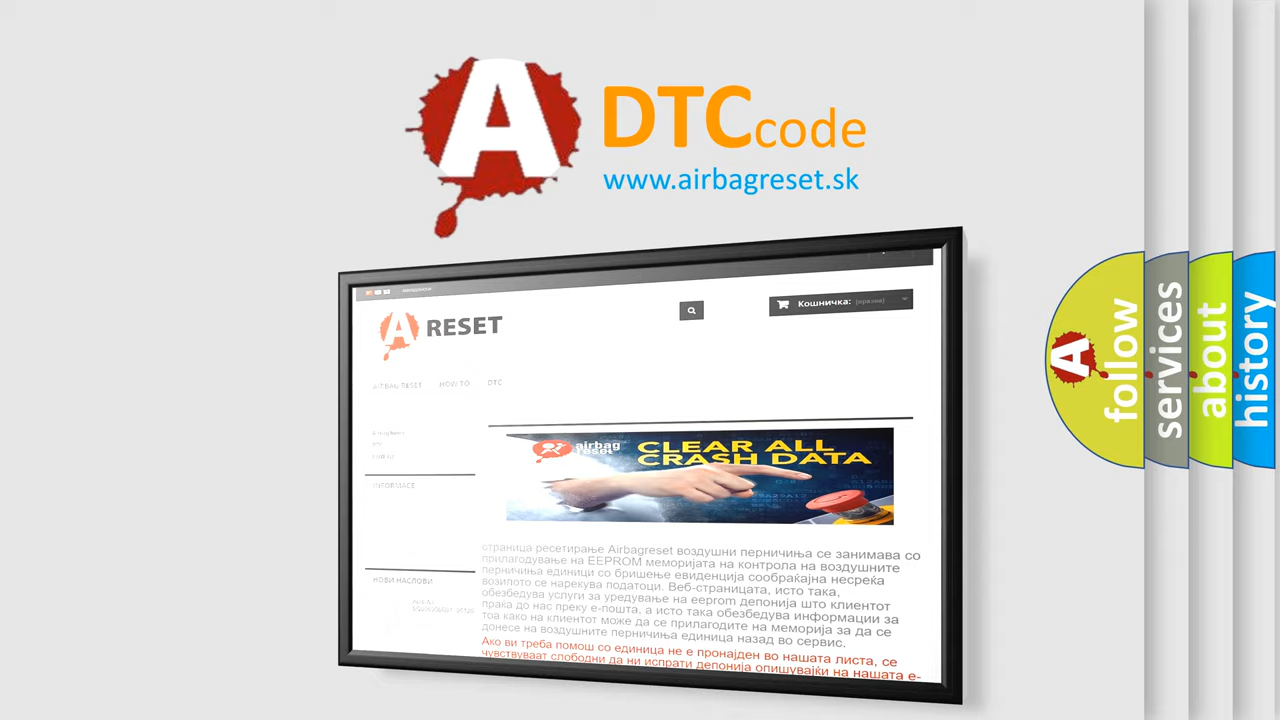 A
DTC code
www.airbagreset.sk
A RESET
Кошничка: (празна)
AIRBAG RESET HOW TO DTC
INFORMACE
airbag reset
CLEAR ALL
CRASH DATA
страница ресетирање Airbagreset воздушни перничиња се занимава со
прилагодување на EEPROM меморијата на контрола на воздушните
перничиња единици со бришење евиденција сообраќајна несреќа
возилото се нарекува податоци. Веб-страницата, исто така,
обезбедува услуги за уредување на eeprom депонија што клиентот
праќа до нас преку е-пошта, а исто така обезбедува информации за
тоа како на клиентот може да се прилагодите на меморија за да се
донесе на воздушните перничиња единица назад во сервис.
Ако ви треба помош со единица не е пронајден во нашата листа, се
чувствуваат слободни да ни испрати депонија опишувајќи на нашата е-
НОВИ НАСЛОВИ
A
follow
services
about
history